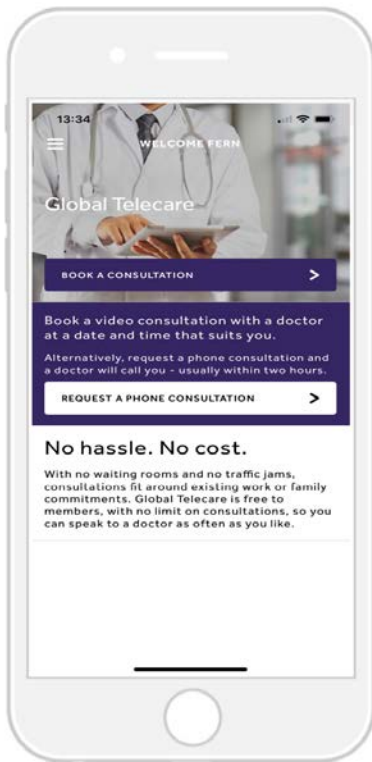 13:34
WELCOME FERN
Global Telecare
BOOK A CONSULTATION >
Book a video consultation with a doctor
at a date and time that suits you.
Alternatively, request a phone consultation and
a doctor will call you - usually within two hours.
REQUEST A PHONE CONSULTATION >
No hassle. No cost.
With no waiting rooms and no traffic jams,
consultations fit around existing work or family
commitments. Global Telecare is free to
members, with no limit on consultations, so you
can speak to a doctor as often as you like.